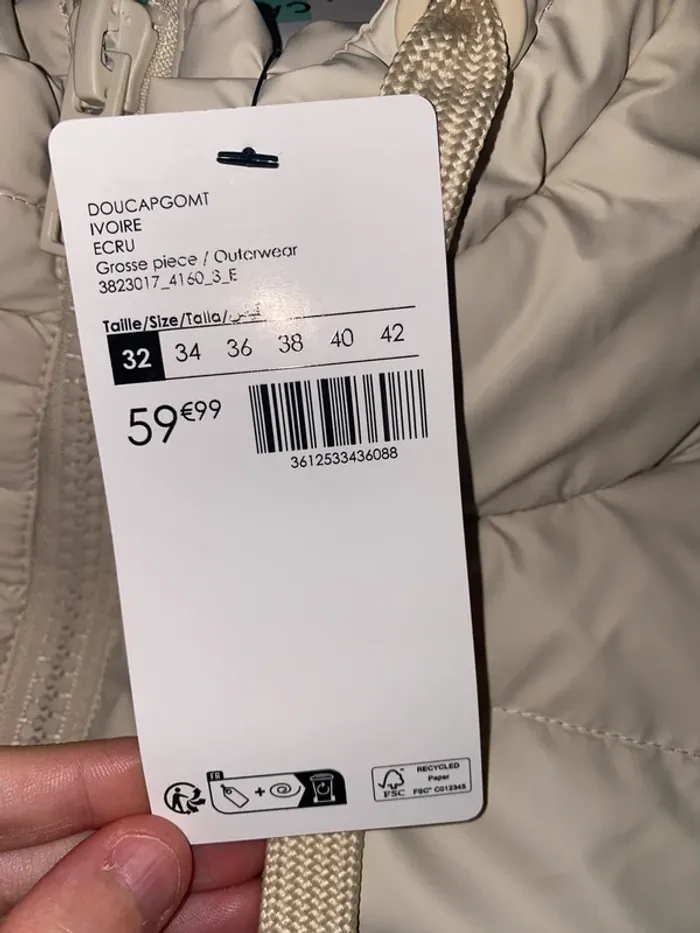 DOUCAPGOMT
IVOIRE
ECRU
Grosse piece / Outerwear
3823017_4160_3_E
Taille/Size/Talla/
32 34 36 38 40 42
59€99
3612533436088
FR
+
RECYCLED
Paper
FSC
FSC® C012345